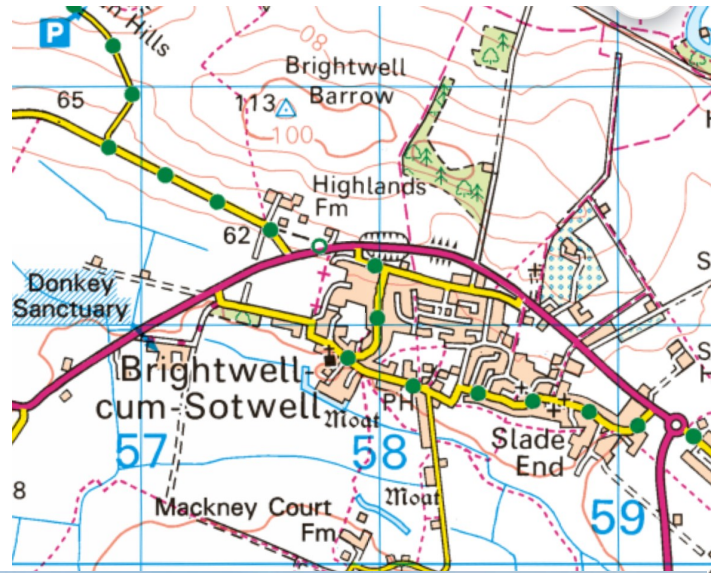 P
Hills
65
08
Brightwell
Barrow
113
100
Highlands
Fm
62
Donkey
Sanctuary
Brightwell-
cum-Sotwell
Moat
PH
57
58
Slade
End
8
Moat
59
Mackney Court
Fm